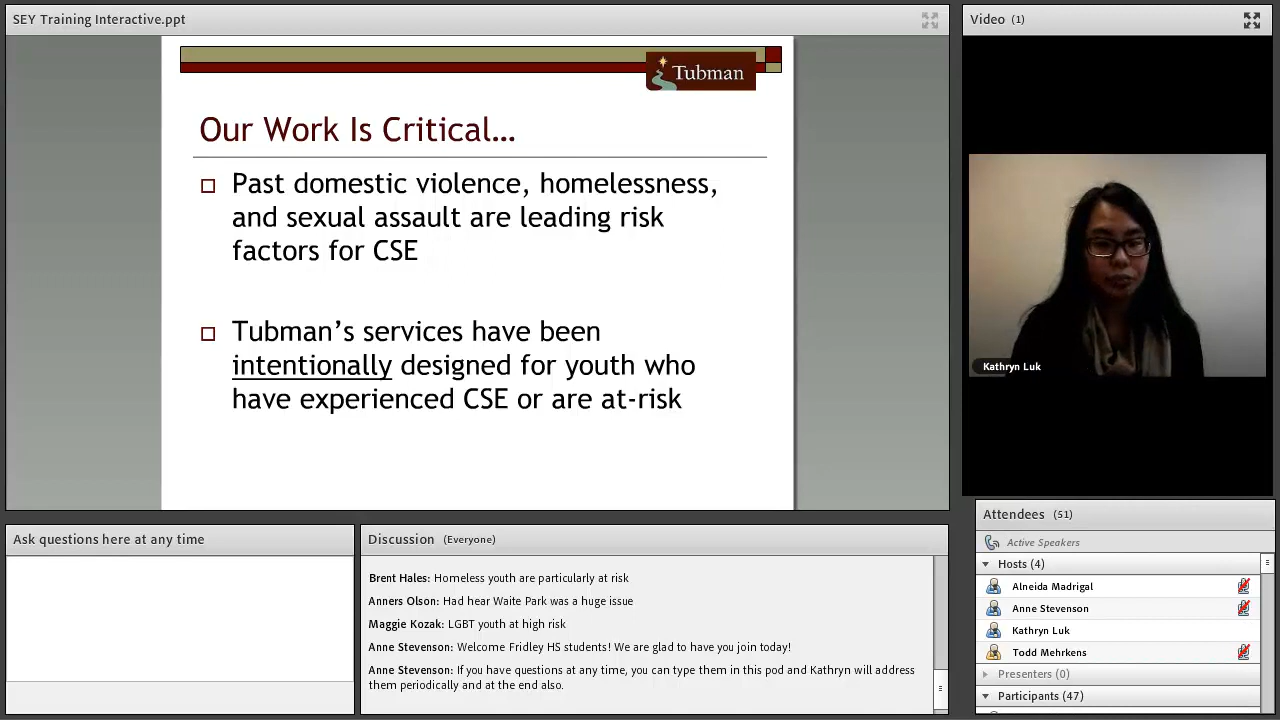 SEY Training Interactive.ppt
Tubman
Our Work Is Critical…
Past domestic violence, homelessness,
and sexual assault are leading risk
factors for CSE
Tubman’s services have been
intentionally designed for youth who
have experienced CSE or are at-risk
Video (1)
Kathryn Luk
Ask questions here at any time
Discussion (Everyone)
Brent Hales: Homeless youth are particularly at risk
Anners Olson: Had hear Waite Park was a huge issue
Maggie Kozak: LGBT youth at high risk
Anne Stevenson: Welcome Fridley HS students! We are glad to have you join today!
Anne Stevenson: If you have questions at any time, you can type them in this pod and Kathryn will address
them periodically and at the end also.
Attendees (51)
Active Speakers
Hosts (4)
Alneida Madrigal
Anne Stevenson
Kathryn Luk
Todd Mehrkens
Presenters (0)
Participants (47)